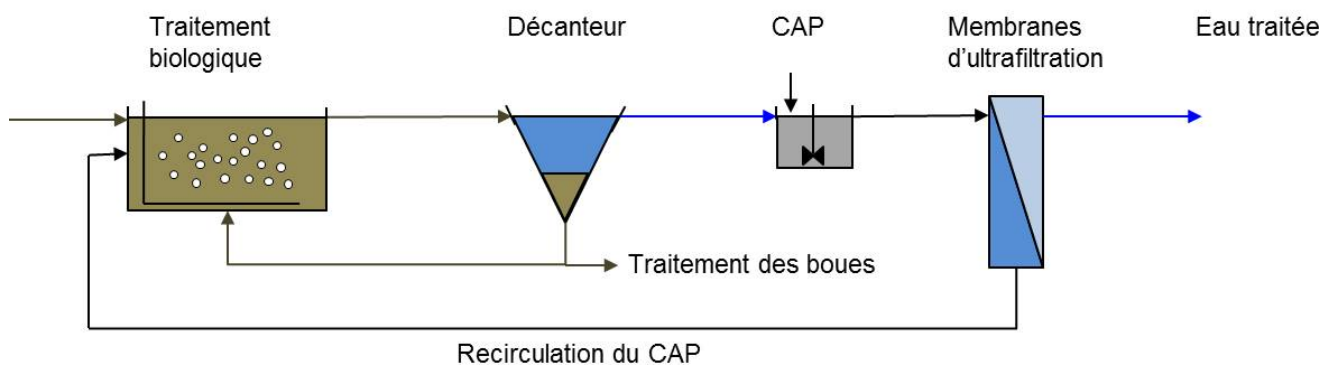 Traitement
biologique
Décanteur
CAP
Membranes
d'ultrafiltration
Eau traitée
Traitement des boues
Recirculation du CAP